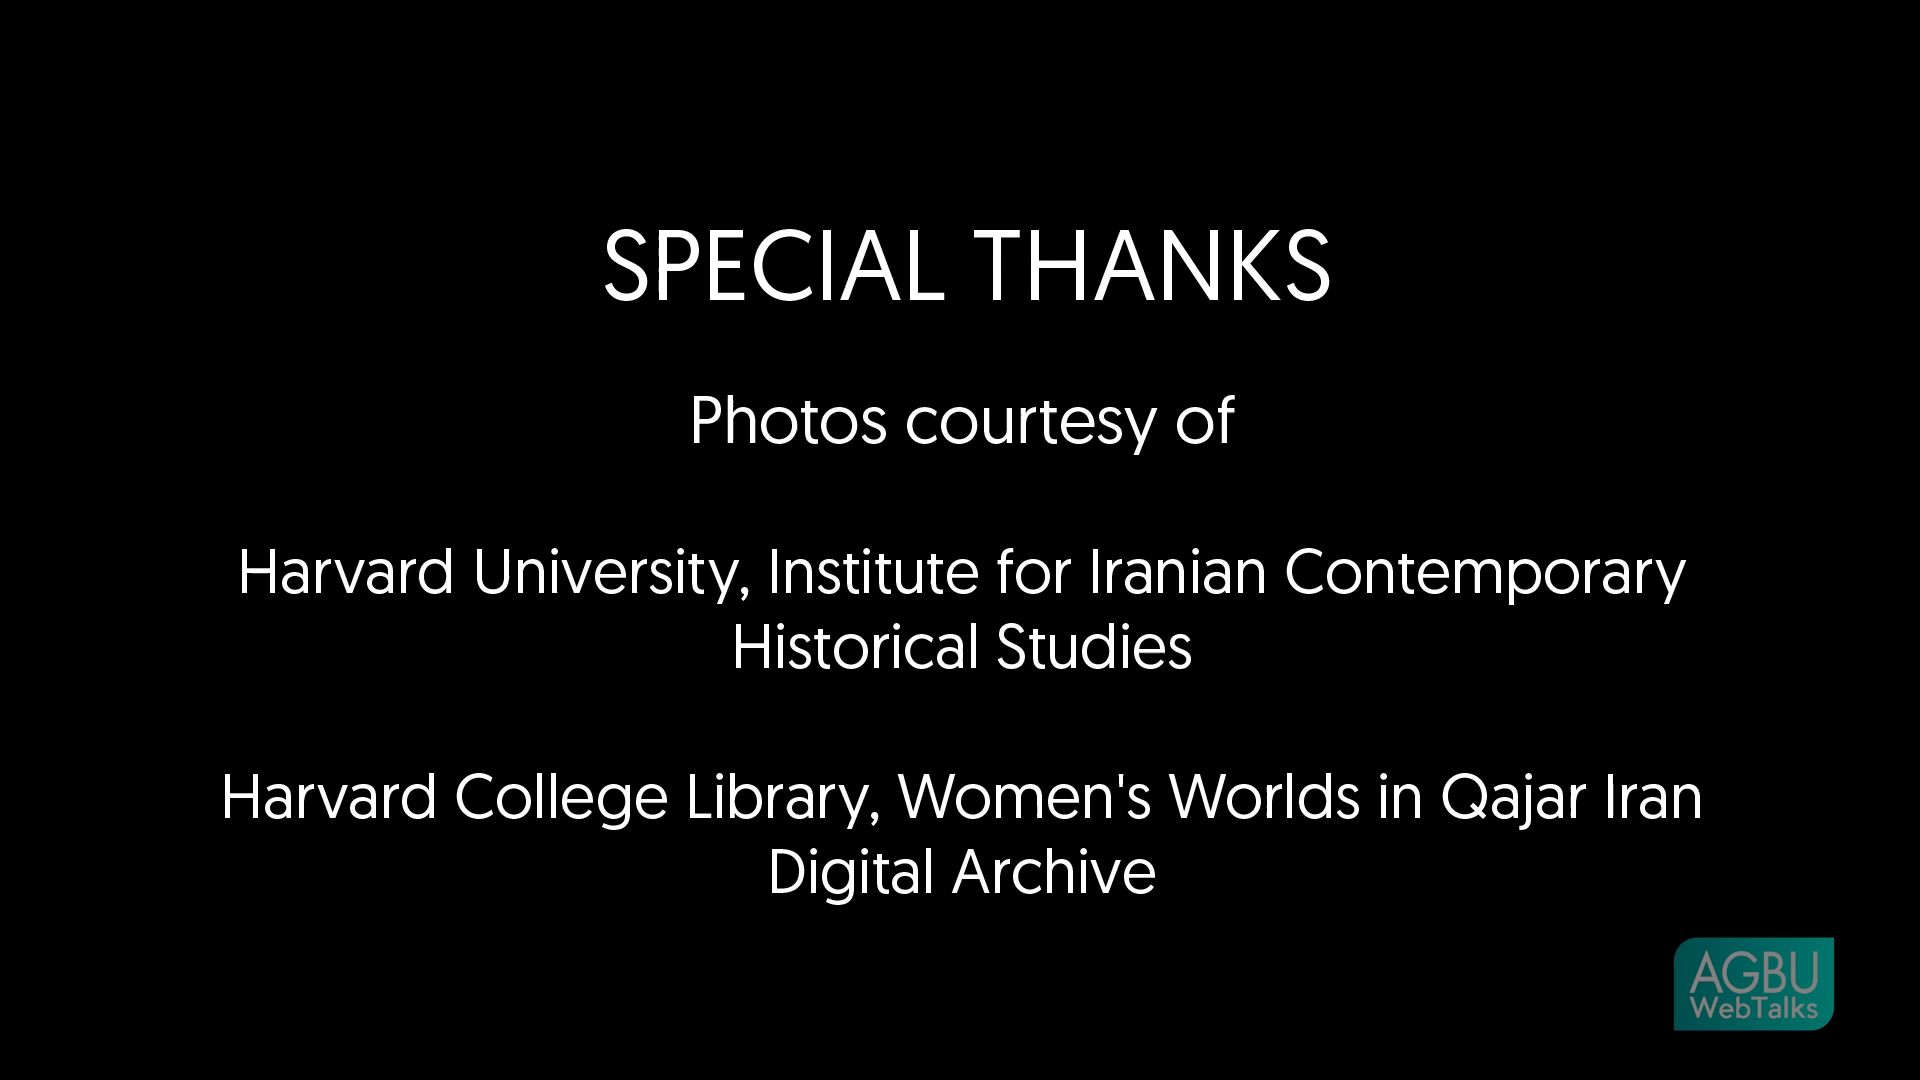 SPECIAL THANKS
Photos courtesy of
Harvard University, Institute for Iranian Contemporary
Historical Studies
Harvard College Library, Women's Worlds in Qajar Iran
Digital Archive
AGBU
WebTalks